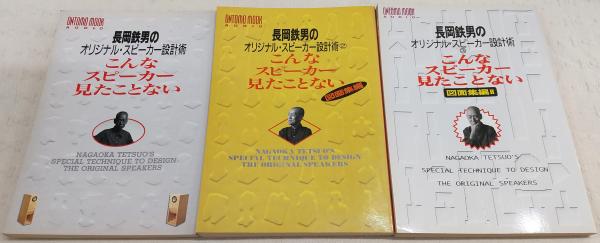 ONTOMO MOOK
RADIO
長岡鉄男の
オリジナル・スピーカー設計術
こんな
スピーカー
見たことない
NAGAOKA TETSUO'S
SPECIAL TECHNIQUE TO DESIGN
THE ORIGINAL SPEAKERS
ONTOMO MOOK
長岡鉄男の
オリジナル・スピーカー設計術②
こんな
スピーカー
見たことない
図面集編
NAGAOKA TETSUO'S
SPECIAL TECHNIQUE TO DESIGN
THE ORIGINAL SPEAKERS
ONTOMO MOOK
長岡鉄男の
オリジナル・スピーカー設計術
③
こんな
スピーカー
見たことない
図面集編II
NAGAOKA TETSUO'S
SPECIAL TECHNIQUE TO DESIGN
THE ORIGINAL SPEAKERS